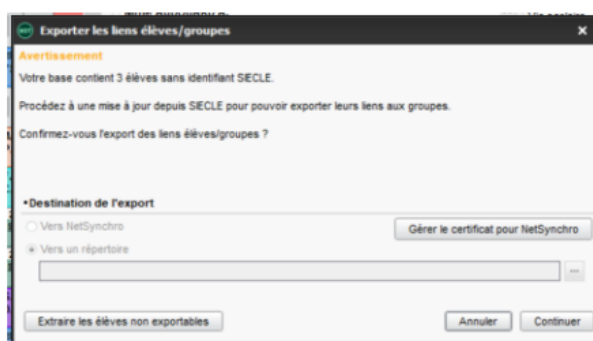 Exporter les liens élèves/groupes
Avertissement
Votre base contient 3 élèves sans identifiant SIECLE.
Procédez à une mise à jour depuis SIECLE pour pouvoir exporter leurs liens aux groupes.
Confirmez-vous l'export des liens élèves/groupes ?
•Destination de l'export
Vers NetSynchro
Gérer le certificat pour NetSynchro
Vers un répertoire
...
Extraire les élèves non exportables
Annuler
Continuer